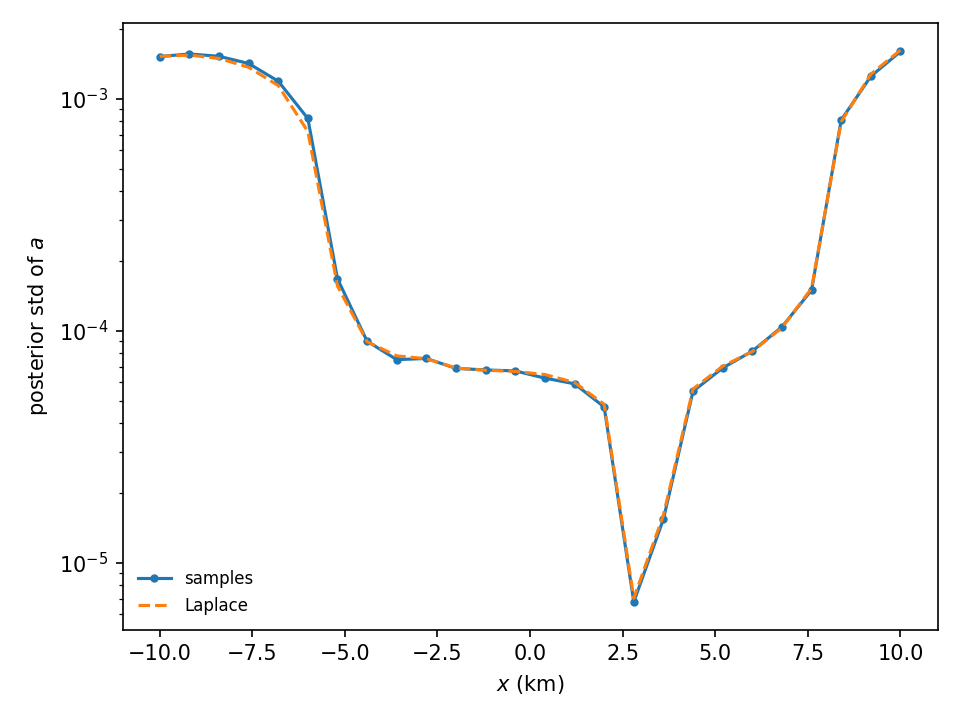 posterior std of a
10⁻³
10⁻⁴
10⁻⁵
samples
Laplace
−10.0 −7.5 −5.0 −2.5 0.0 2.5 5.0 7.5 10.0
x (km)